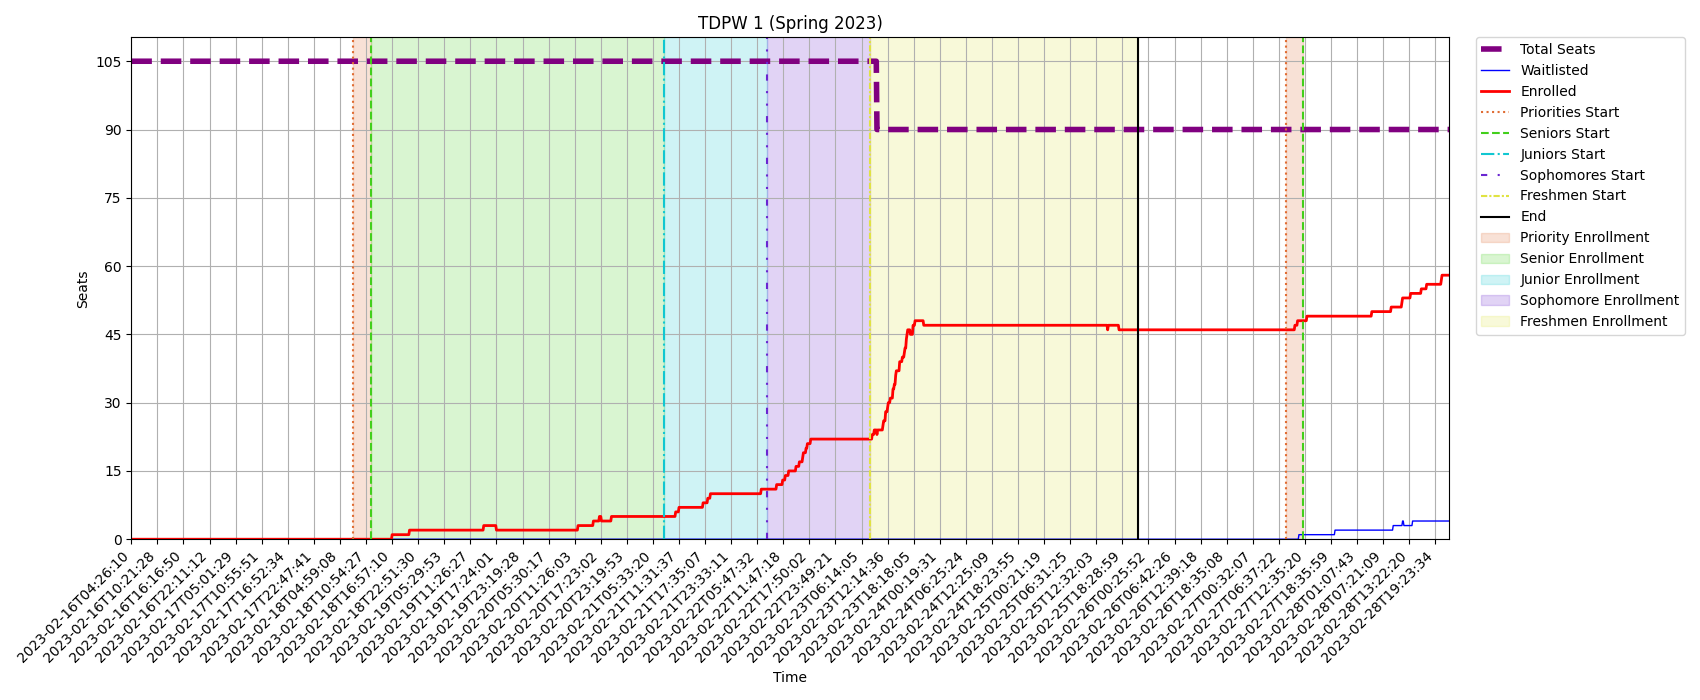 TDPW 1 (Spring 2023)
Seats
105
90
75
60
45
30
15
0
2023-02-16T04:26:10
2023-02-16T10:21:28
2023-02-16T16:16:50
2023-02-16T22:11:12
2023-02-17T05:01:29
2023-02-17T10:55:51
2023-02-17T16:52:34
2023-02-17T22:47:41
2023-02-18T04:59:08
2023-02-18T10:54:27
2023-02-18T16:57:10
2023-02-18T22:51:30
2023-02-19T05:29:53
2023-02-19T11:26:27
2023-02-19T17:24:01
2023-02-19T23:19:28
2023-02-20T05:30:17
2023-02-20T11:26:03
2023-02-20T17:23:02
2023-02-20T23:19:53
2023-02-21T05:33:20
2023-02-21T11:31:37
2023-02-21T17:35:07
2023-02-21T23:33:11
2023-02-22T05:47:32
2023-02-22T11:47:18
2023-02-22T17:50:02
2023-02-22T23:49:21
2023-02-23T06:14:05
2023-02-23T12:14:36
2023-02-23T18:18:05
2023-02-24T00:19:31
2023-02-24T06:25:24
2023-02-24T12:25:09
2023-02-24T18:23:55
2023-02-25T00:21:19
2023-02-25T06:31:25
2023-02-25T12:32:03
2023-02-25T18:28:59
2023-02-26T00:25:52
2023-02-26T06:42:26
2023-02-26T12:39:18
2023-02-26T18:35:08
2023-02-27T00:32:07
2023-02-27T06:37:22
2023-02-27T12:35:20
2023-02-27T18:35:59
2023-02-28T01:07:43
2023-02-28T07:21:09
2023-02-28T13:22:20
2023-02-28T19:23:34
Time
Total Seats
Waitlisted
Enrolled
Priorities Start
Seniors Start
Juniors Start
Sophomores Start
Freshmen Start
End
Priority Enrollment
Senior Enrollment
Junior Enrollment
Sophomore Enrollment
Freshmen Enrollment